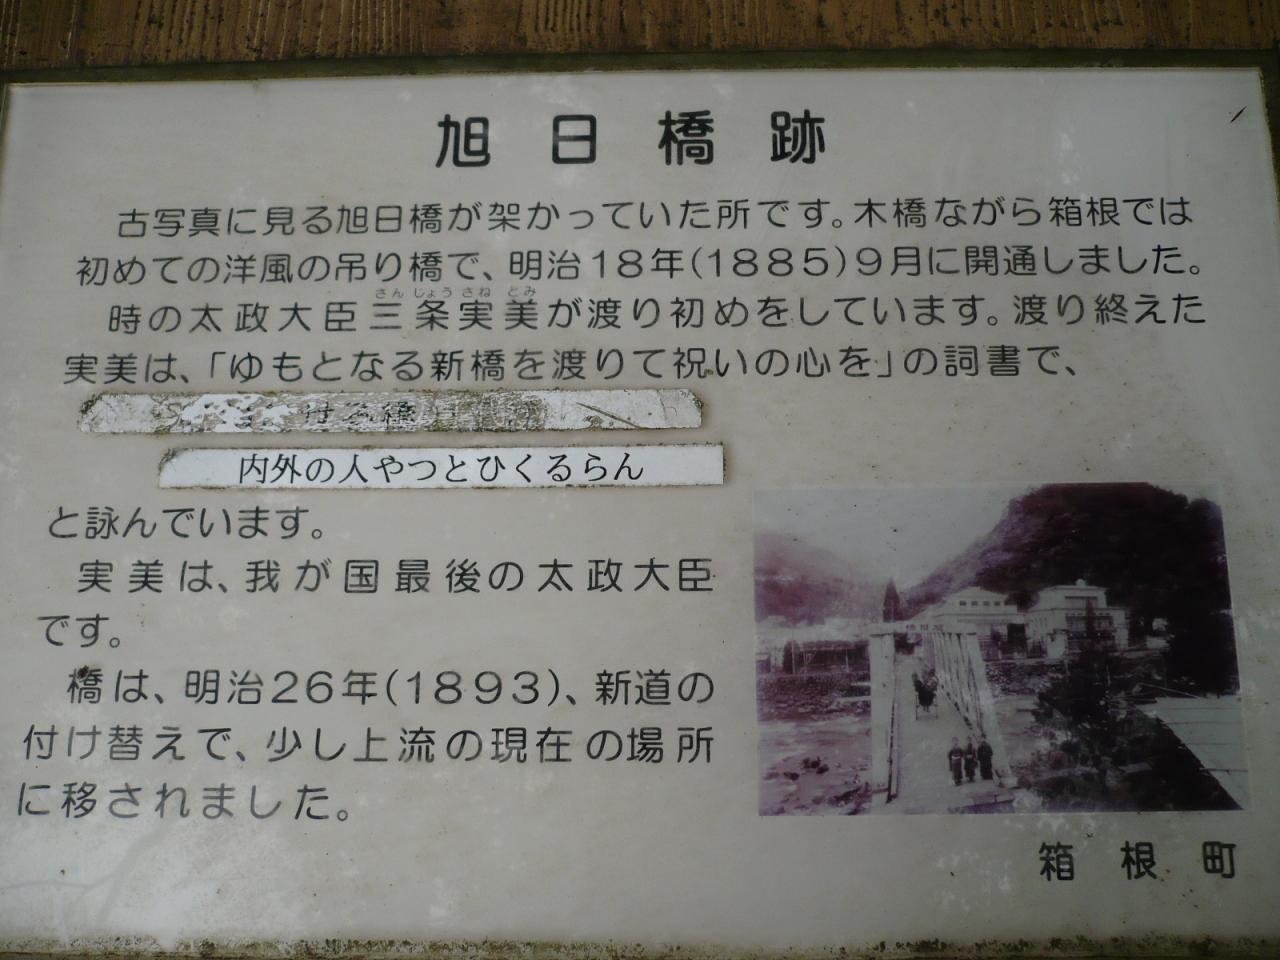 旭日橋跡
古写真に見る旭日橋が架かっていた所です。木橋ながら箱根では
初めての洋風の吊り橋で、明治18年(1885)9月に開通しました。
さんじょうさねとみ
時の太政大臣三条実美が渡り初めをしています。渡り終えた
実美は、「ゆもとなる新橋を渡りて祝いの心を」の詞書で、
ける橋
内外の人やつとひくるらん
と詠んでいます。
実美は、我が国最後の太政大臣
です。
橋は、明治26年(1893)、新道の
付け替えで、少し上流の現在の場所
に移されました。
箱根町